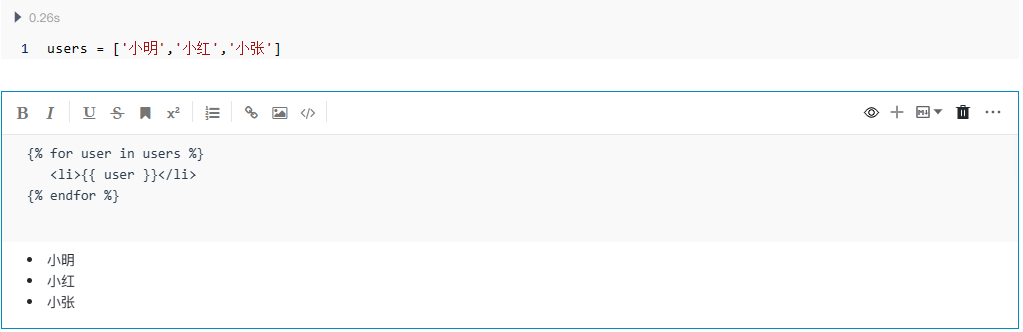 0.26s
1 users = ['小明','小红','小张']
B I U S x²
{% for user in users %}
<li>{{ user }}</li>
{% endfor %}
小明
小红
小张